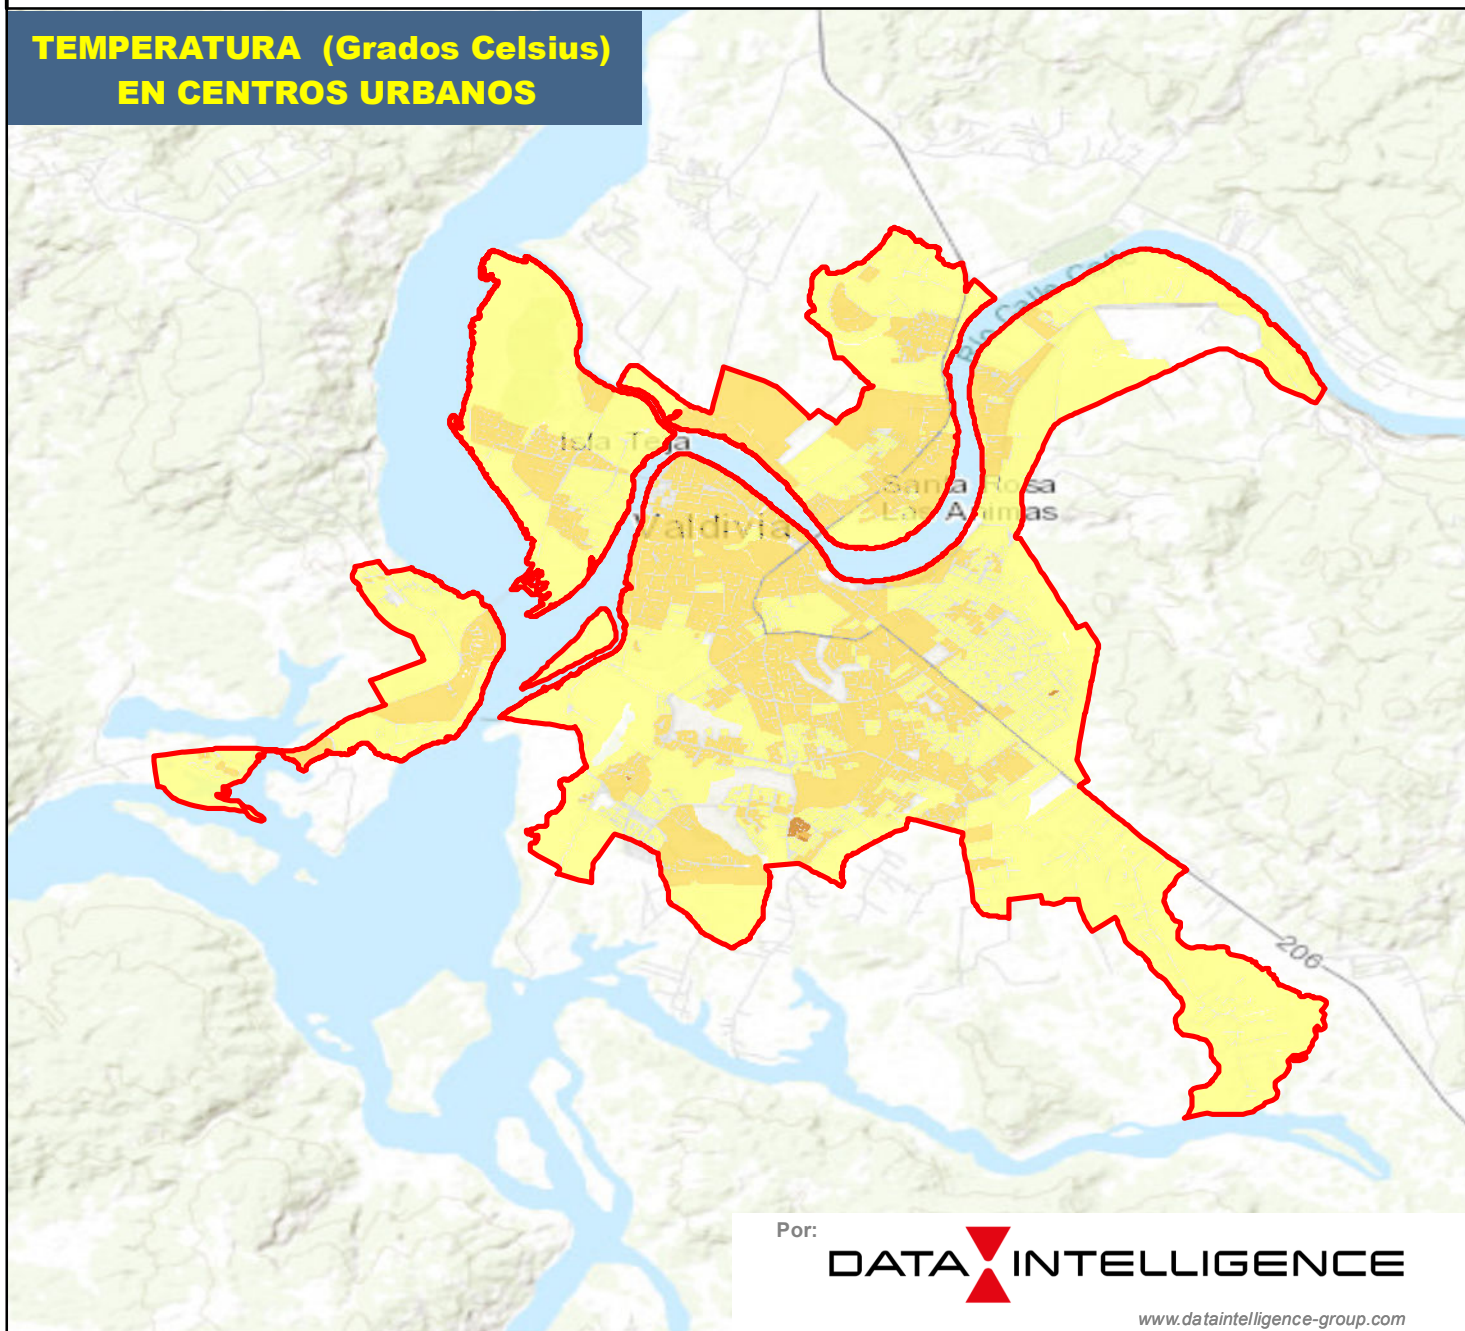 TEMPERATURA (Grados Celsius)
EN CENTROS URBANOS
Río Calle Calle
Isla Teja
Santa Rosa
Las Animas
Valdivia
206
Por:
DATA INTELLIGENCE
www.dataintelligence-group.com